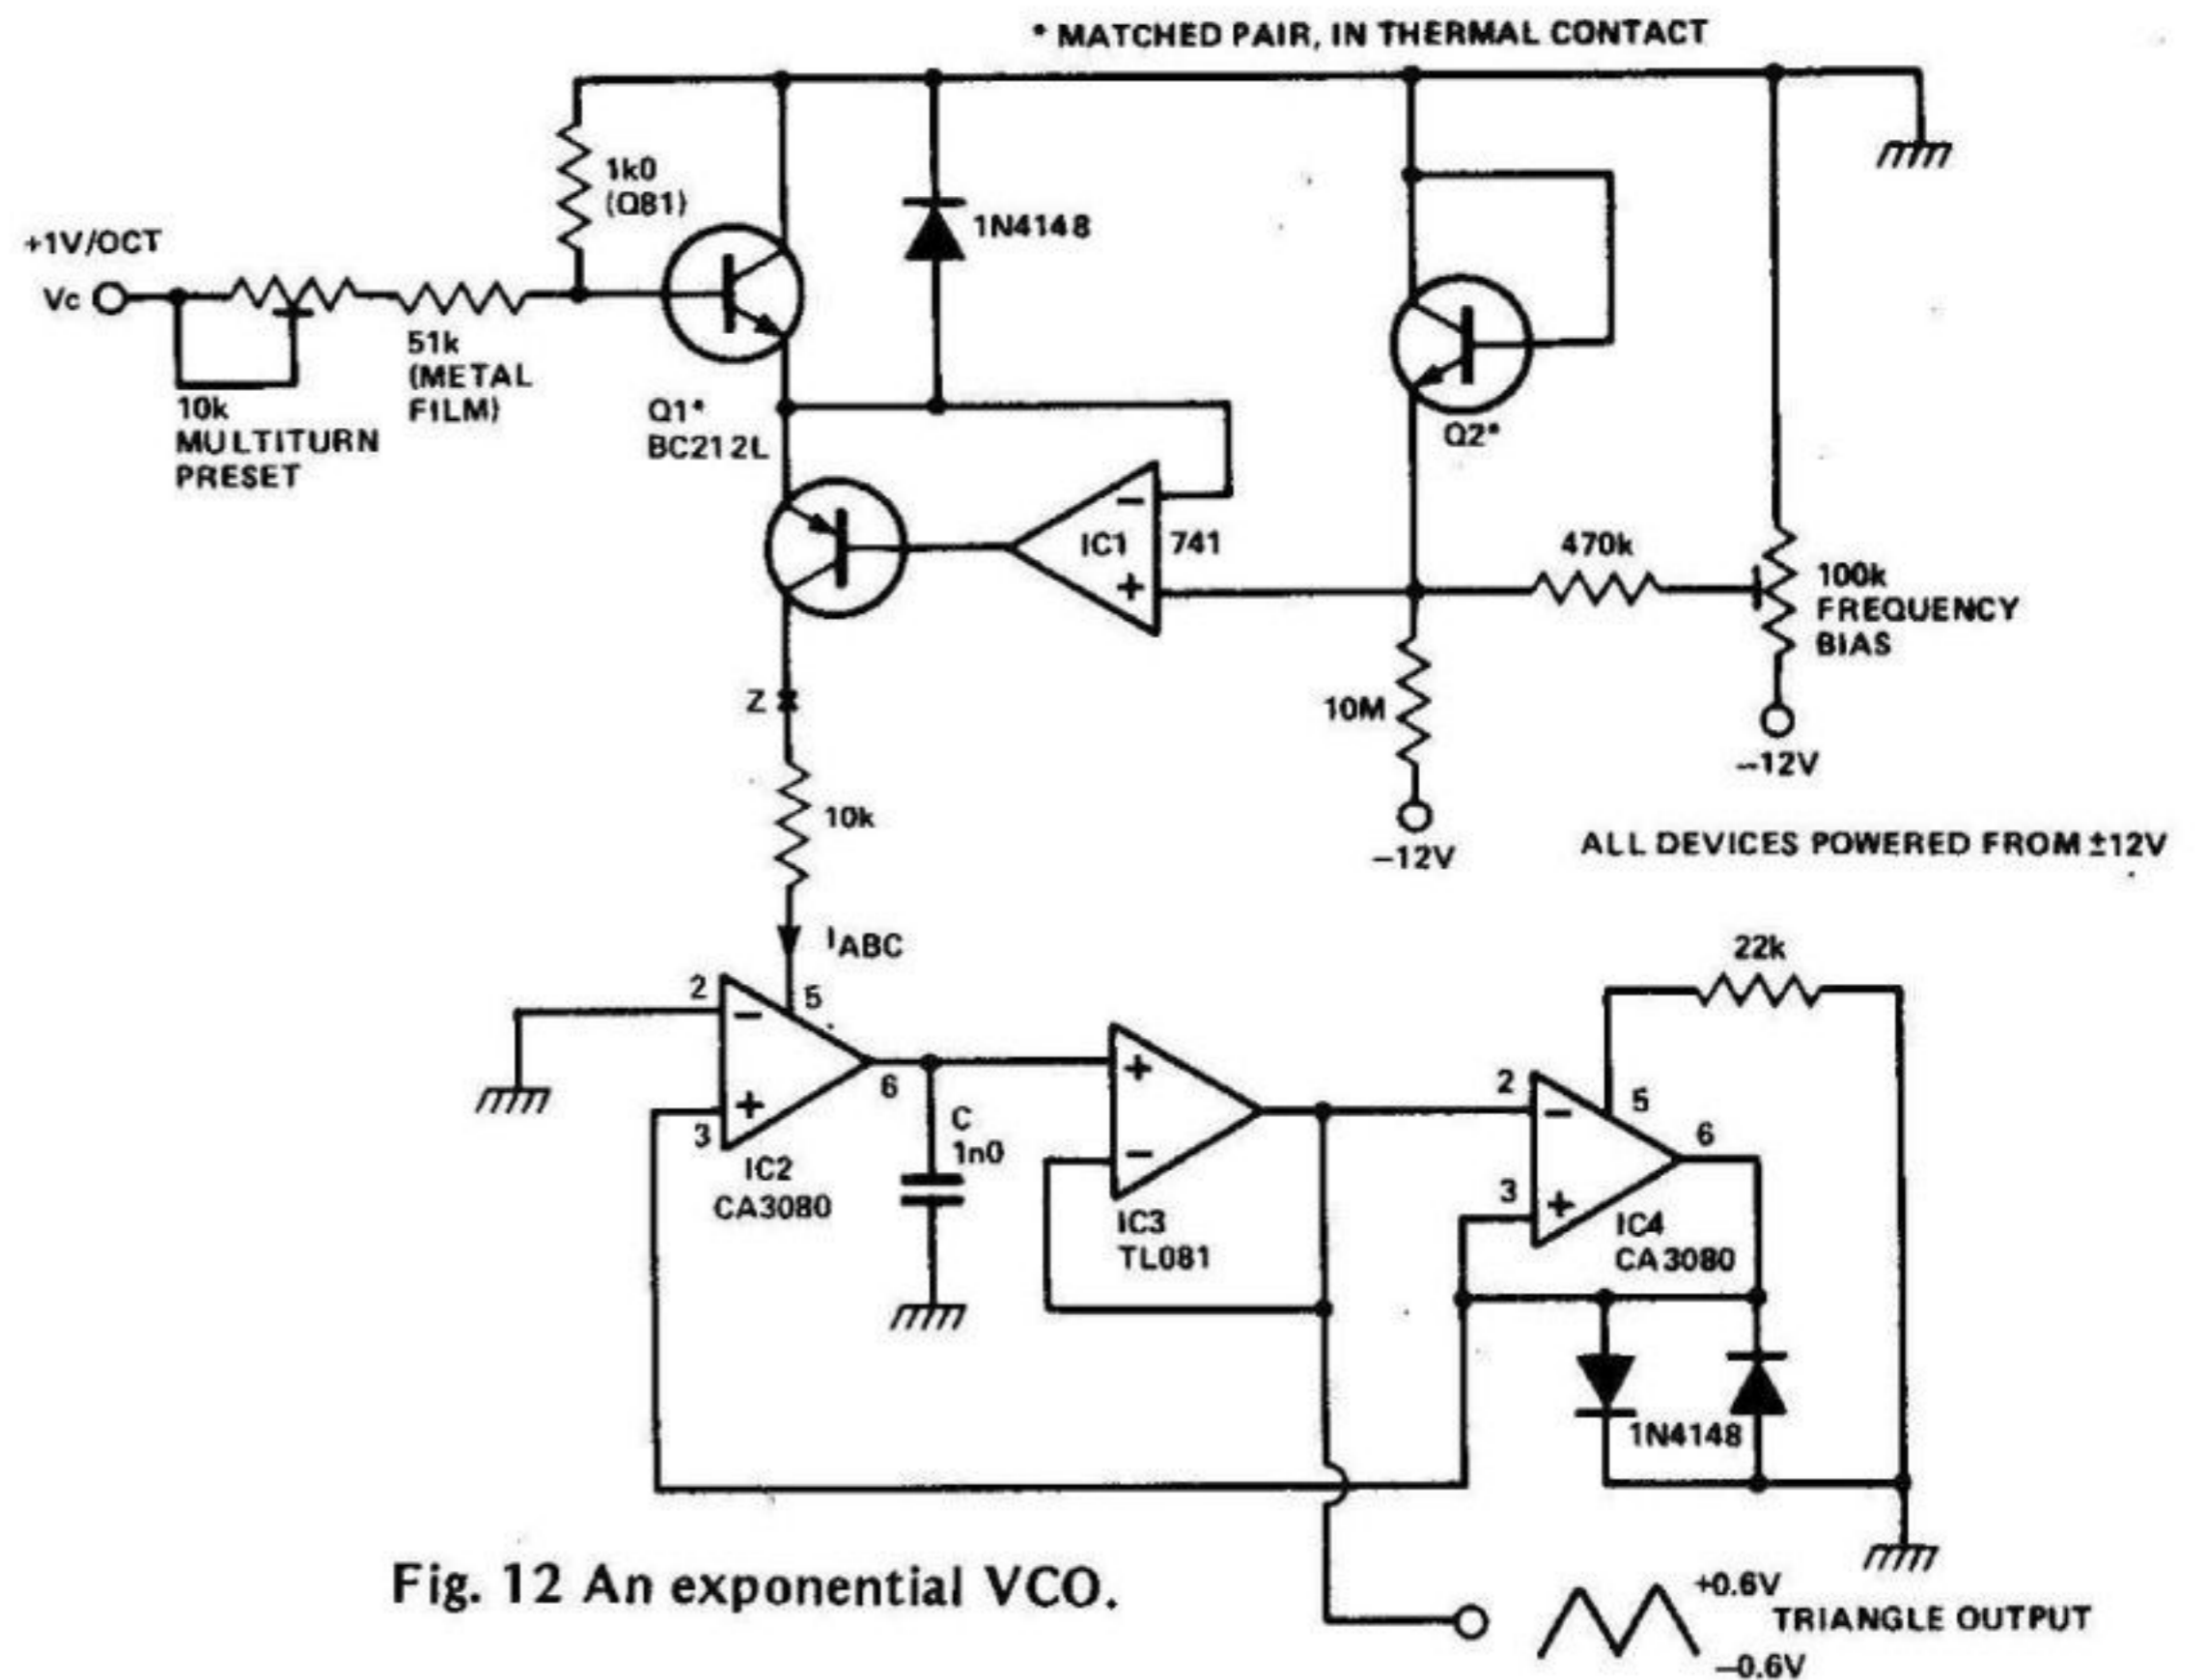 * MATCHED PAIR, IN THERMAL CONTACT
1k0
(Q81)
1N4148
+1V/OCT
Vc
51k
(METAL
FILM)
10k
MULTITURN
PRESET
Q1*
BC212L
Q2*
−
IC1
741
+
470k
100k
FREQUENCY
BIAS
−12V
Z
10M
−12V
10k
ALL DEVICES POWERED FROM ±12V
IABC
22k
2
−
5
+
3
6
IC2
CA3080
C
1n0
+
−
IC3
TL081
2
−
5
6
3
+
IC4
CA3080
1N4148
Fig. 12 An exponential VCO.
+0.6V
TRIANGLE OUTPUT
−0.6V